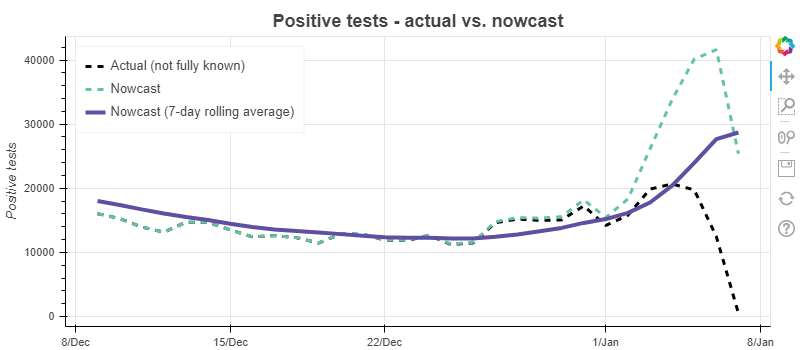 Positive tests - actual vs. nowcast
Actual (not fully known)
Nowcast
Nowcast (7-day rolling average)
Positive tests
40000
30000
20000
10000
0
8/Dec
15/Dec
22/Dec
1/Jan
8/Jan